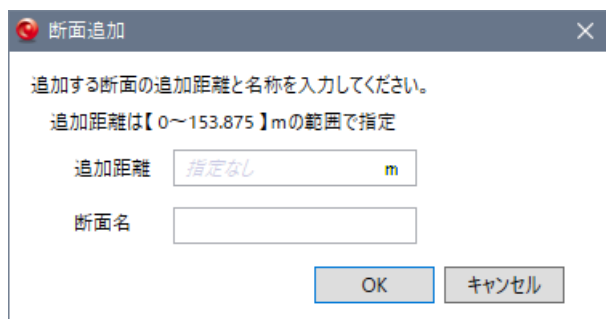 断面追加
追加する断面の追加距離と名称を入力してください。
追加距離は【 0～153.875 】mの範囲で指定
追加距離 指定なし m
断面名
OK キャンセル